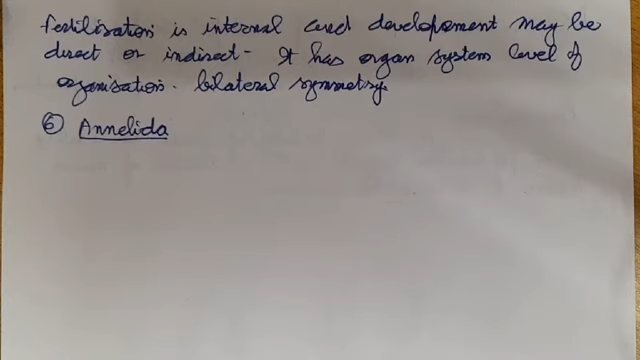 fertilisation is internal and development may be
direct or indirect - It has organ system level of
organisation. bilateral symmetry.
⑥ Annelida